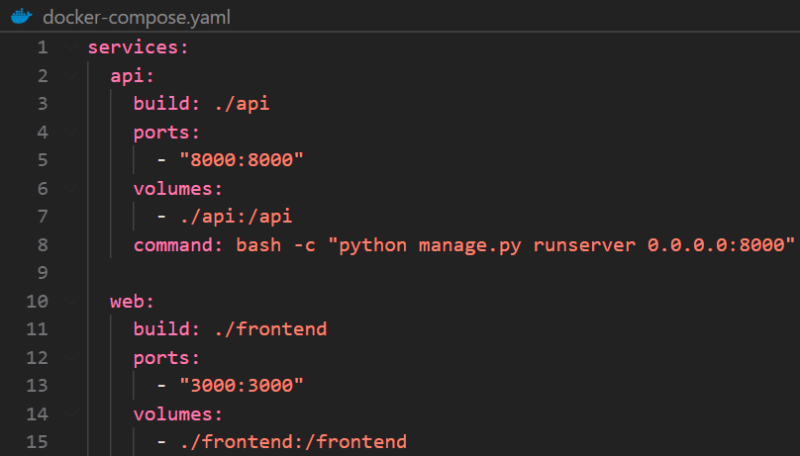 docker-compose.yaml
1 services:
2   api:
3     build: ./api
4     ports:
5       - "8000:8000"
6     volumes:
7       - ./api:/api
8     command: bash -c "python manage.py runserver 0.0.0.0:8000"
9
10   web:
11     build: ./frontend
12     ports:
13       - "3000:3000"
14     volumes:
15       - ./frontend:/frontend